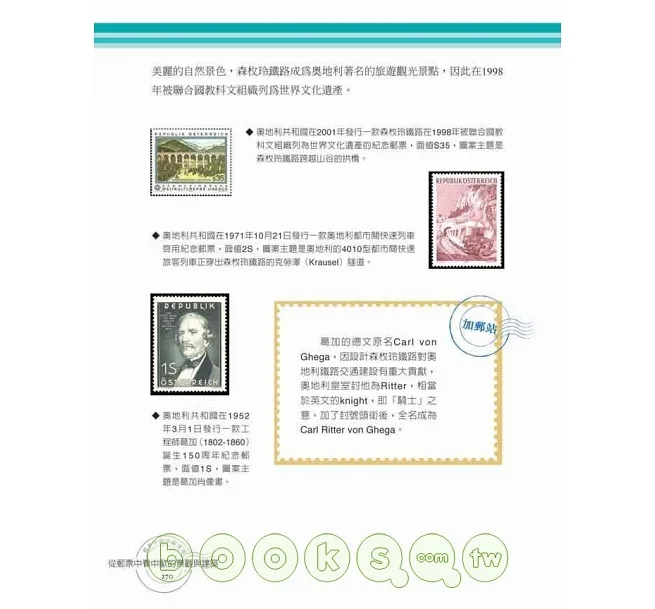 美麗的自然景色，森枚玲鐵路成爲奧地利著名的旅遊觀光景點，因此在1998
年被聯合國教科文組織列爲世界文化遺產。
REPUBLIK ÖSTERREICH
S35
◆ 奧地利共和國在2001年發行一款森枚玲鐵路在1998年被聯合國教
科文組織列為世界文化遺產的紀念郵票，面值S35，圖案主題是
森枚玲鐵路跨越山谷的拱橋。
REPUBLIK ÖSTERREICH
◆ 奧地利共和國在1971年10月21日發行一款奧地利都市間快速列車
啓用紀念郵票，面值2S，圖案主題是奧地利的4010型都市間快速
旅客列車正穿出森枚玲鐵路的克勞澤（Krausel）隧道。
REPUBLIK
1S
ÖSTERREICH
加郵站
葛加的德文原名Carl von
Ghega，因設計森枚玲鐵路對奧
地利鐵路交通建設有重大貢獻，
奧地利皇室封他為Ritter，相當
於英文的knight，即「騎士」之
意。加了封號頭銜後，全名成為
Carl Ritter von Ghega。
◆ 奧地利共和國在1952
年3月1日發行一款工
程師葛加（1802-1860）
誕生150周年紀念郵
票，面值1S，圖案主
題是葛加肖像畫。
books.com.tw
從郵票中看中歐的景觀與建築
270